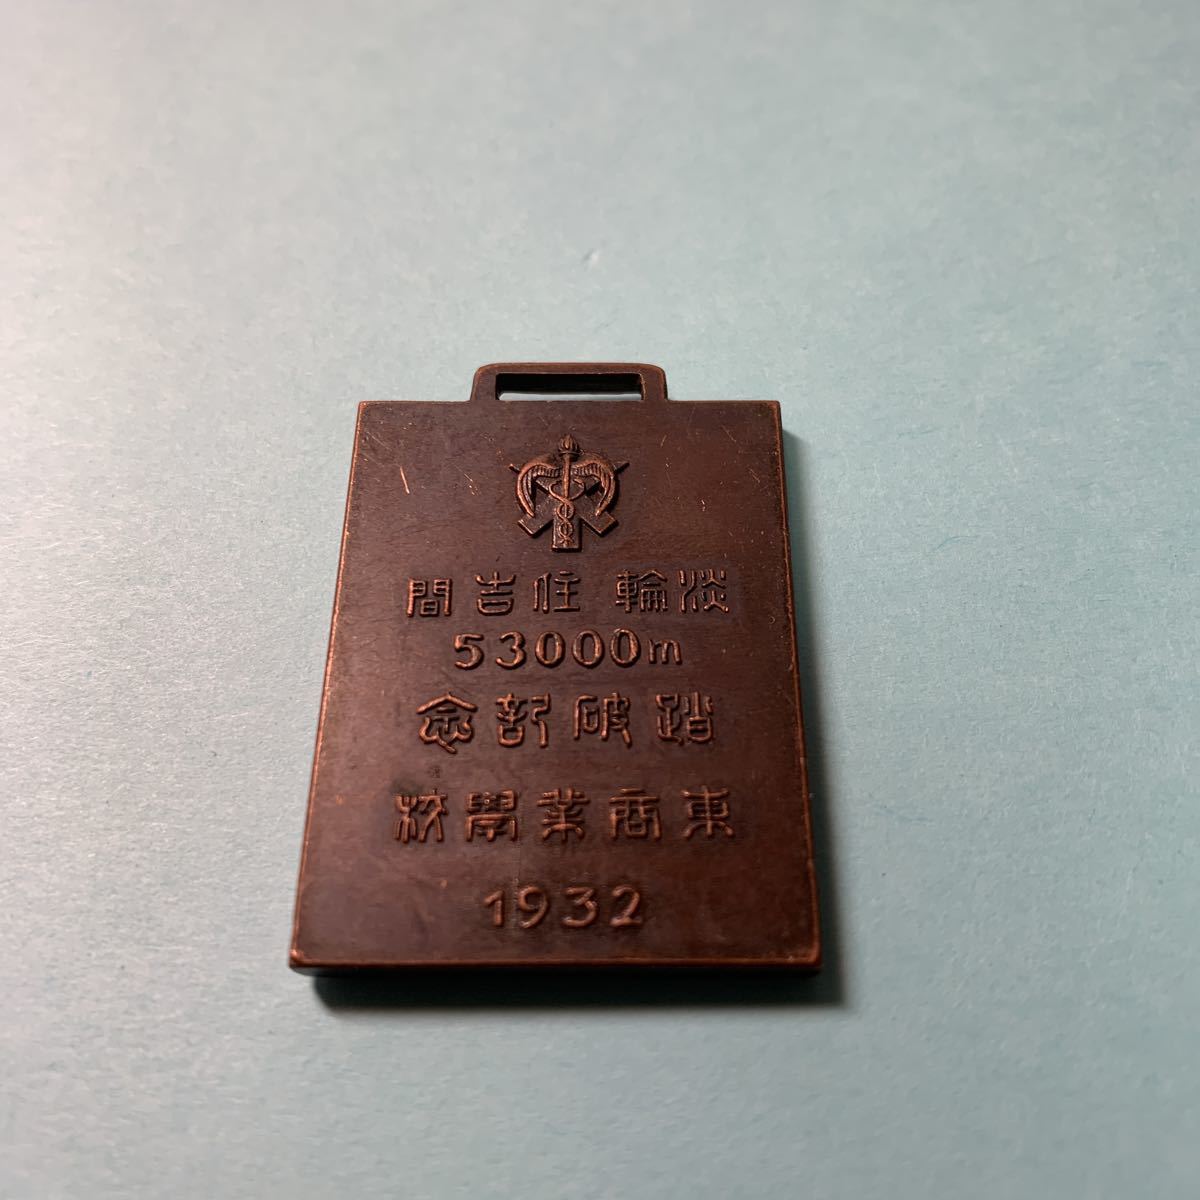 淡輪 住吉間
53000m
踏破記念
東商業學校
1932